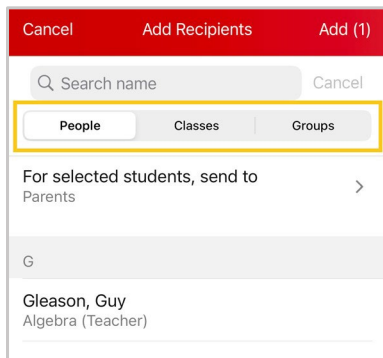 Cancel Add Recipients Add (1)
Search name Cancel
People Classes Groups
For selected students, send to
Parents
G
Gleason, Guy
Algebra (Teacher)